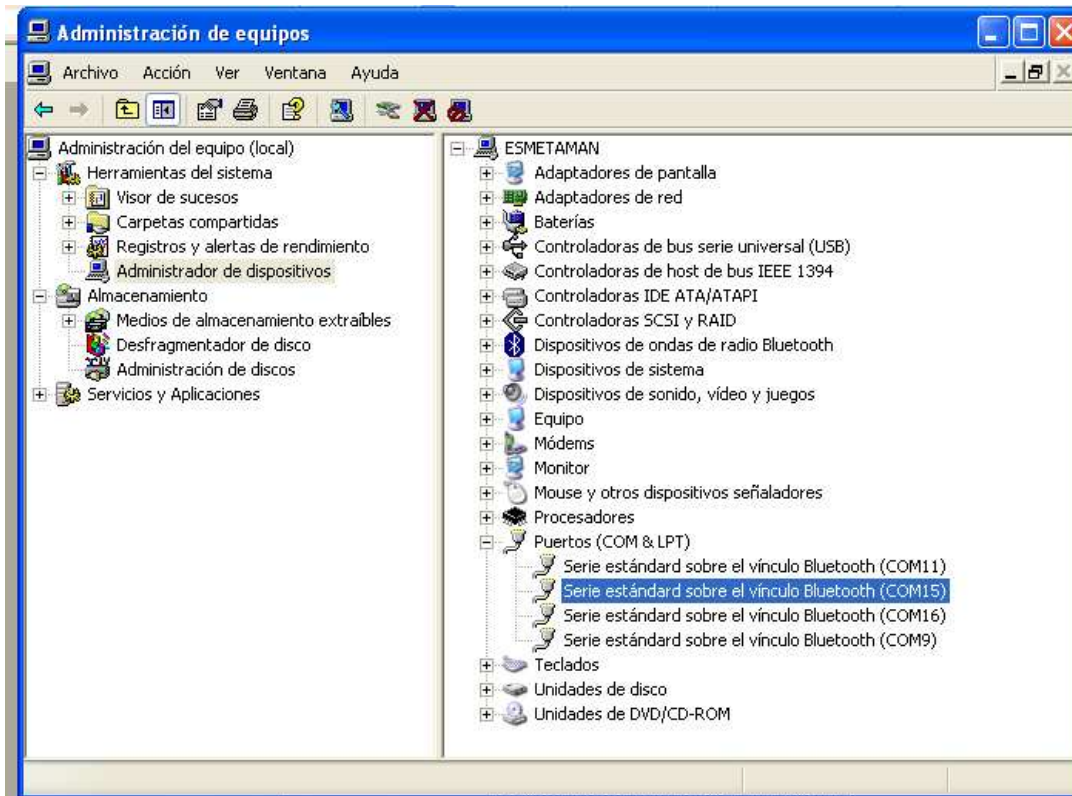 Administración de equipos
Archivo Acción Ver Ventana Ayuda
Administración del equipo (local)
Herramientas del sistema
Visor de sucesos
Carpetas compartidas
Registros y alertas de rendimiento
Administrador de dispositivos
Almacenamiento
Medios de almacenamiento extraíbles
Desfragmentador de disco
Administración de discos
Servicios y Aplicaciones
ESMETAMAN
Adaptadores de pantalla
Adaptadores de red
Baterías
Controladoras de bus serie universal (USB)
Controladoras de host de bus IEEE 1394
Controladoras IDE ATA/ATAPI
Controladoras SCSI y RAID
Dispositivos de ondas de radio Bluetooth
Dispositivos de sistema
Dispositivos de sonido, vídeo y juegos
Equipo
Módems
Monitor
Mouse y otros dispositivos señaladores
Procesadores
Puertos (COM & LPT)
Serie estándard sobre el vínculo Bluetooth (COM11)
Serie estándard sobre el vínculo Bluetooth (COM15)
Serie estándard sobre el vínculo Bluetooth (COM16)
Serie estándard sobre el vínculo Bluetooth (COM9)
Teclados
Unidades de disco
Unidades de DVD/CD-ROM